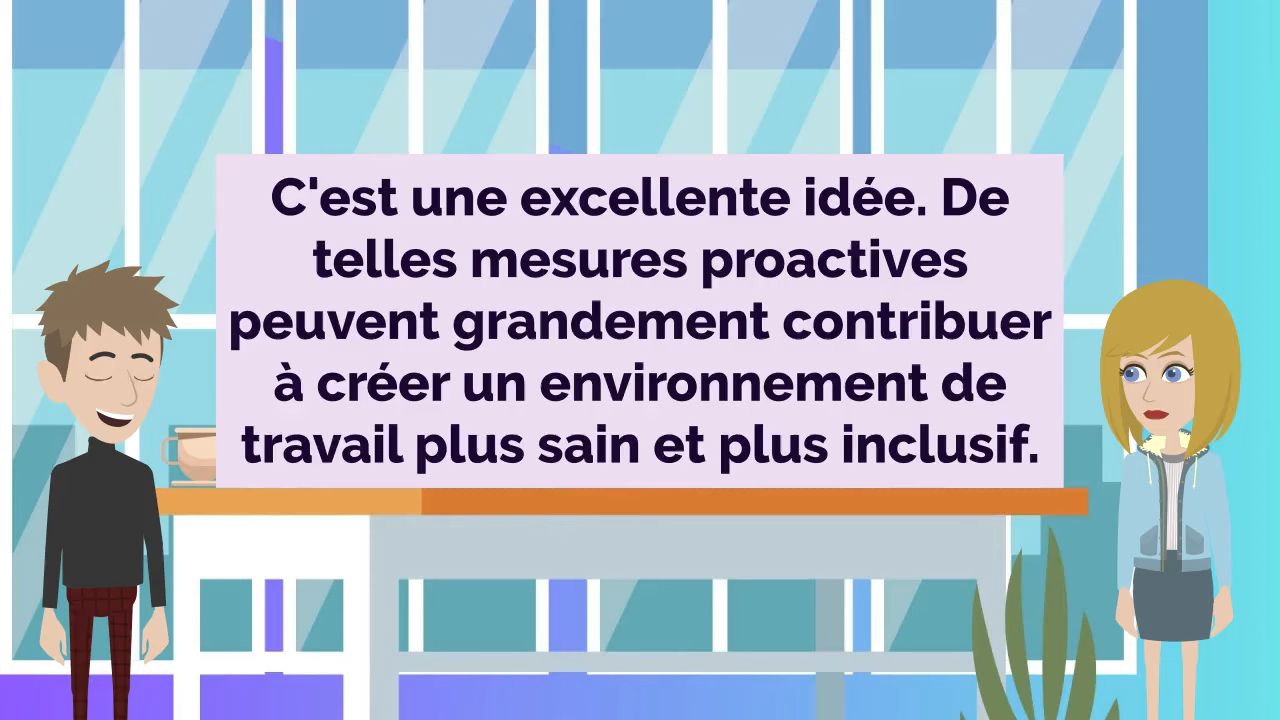 C'est une excellente idée. De
telles mesures proactives
peuvent grandement contribuer
à créer un environnement de
travail plus sain et plus inclusif.